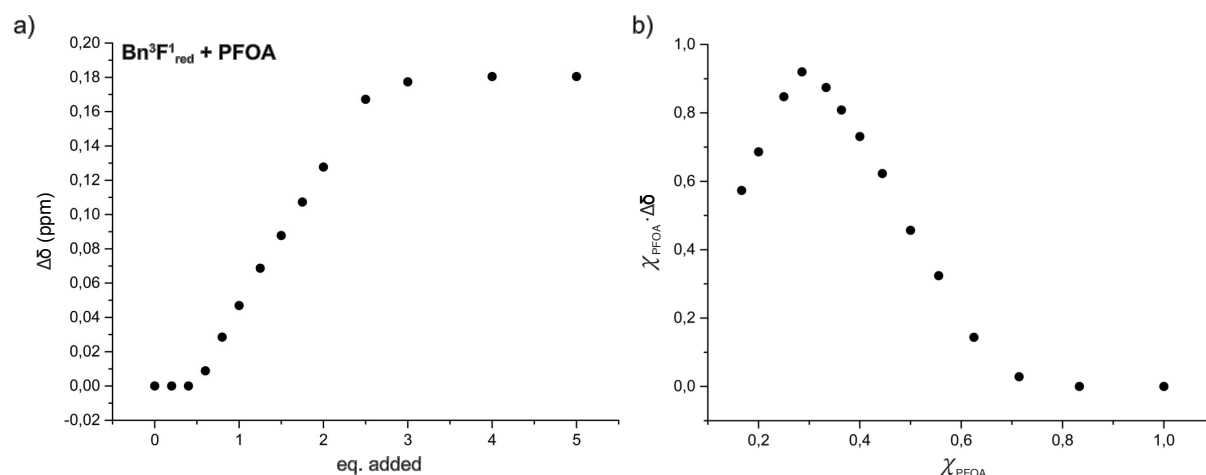 a)
Bn³F¹red + PFOA
0,20
0,18
0,16
0,14
0,12
0,10
0,08
0,06
0,04
0,02
0,00
-0,02
Δδ (ppm)
0 1 2 3 4 5
eq. added
b)
1,0
0,8
0,6
0,4
0,2
0,0
χPFOA·Δδ
0,2 0,4 0,6 0,8 1,0
χPFOA